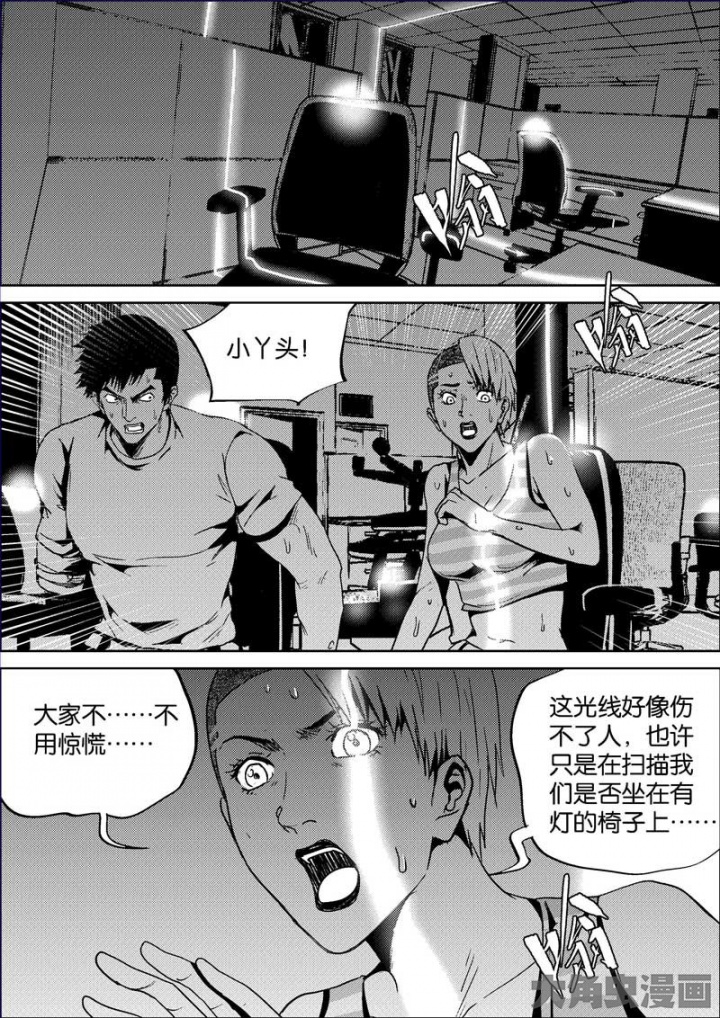 小丫头!
大家不……不
用惊慌……
这光线好像伤
不了人，也许
只是在扫描我
们是否坐在有
灯的椅子上……
大角虫漫画